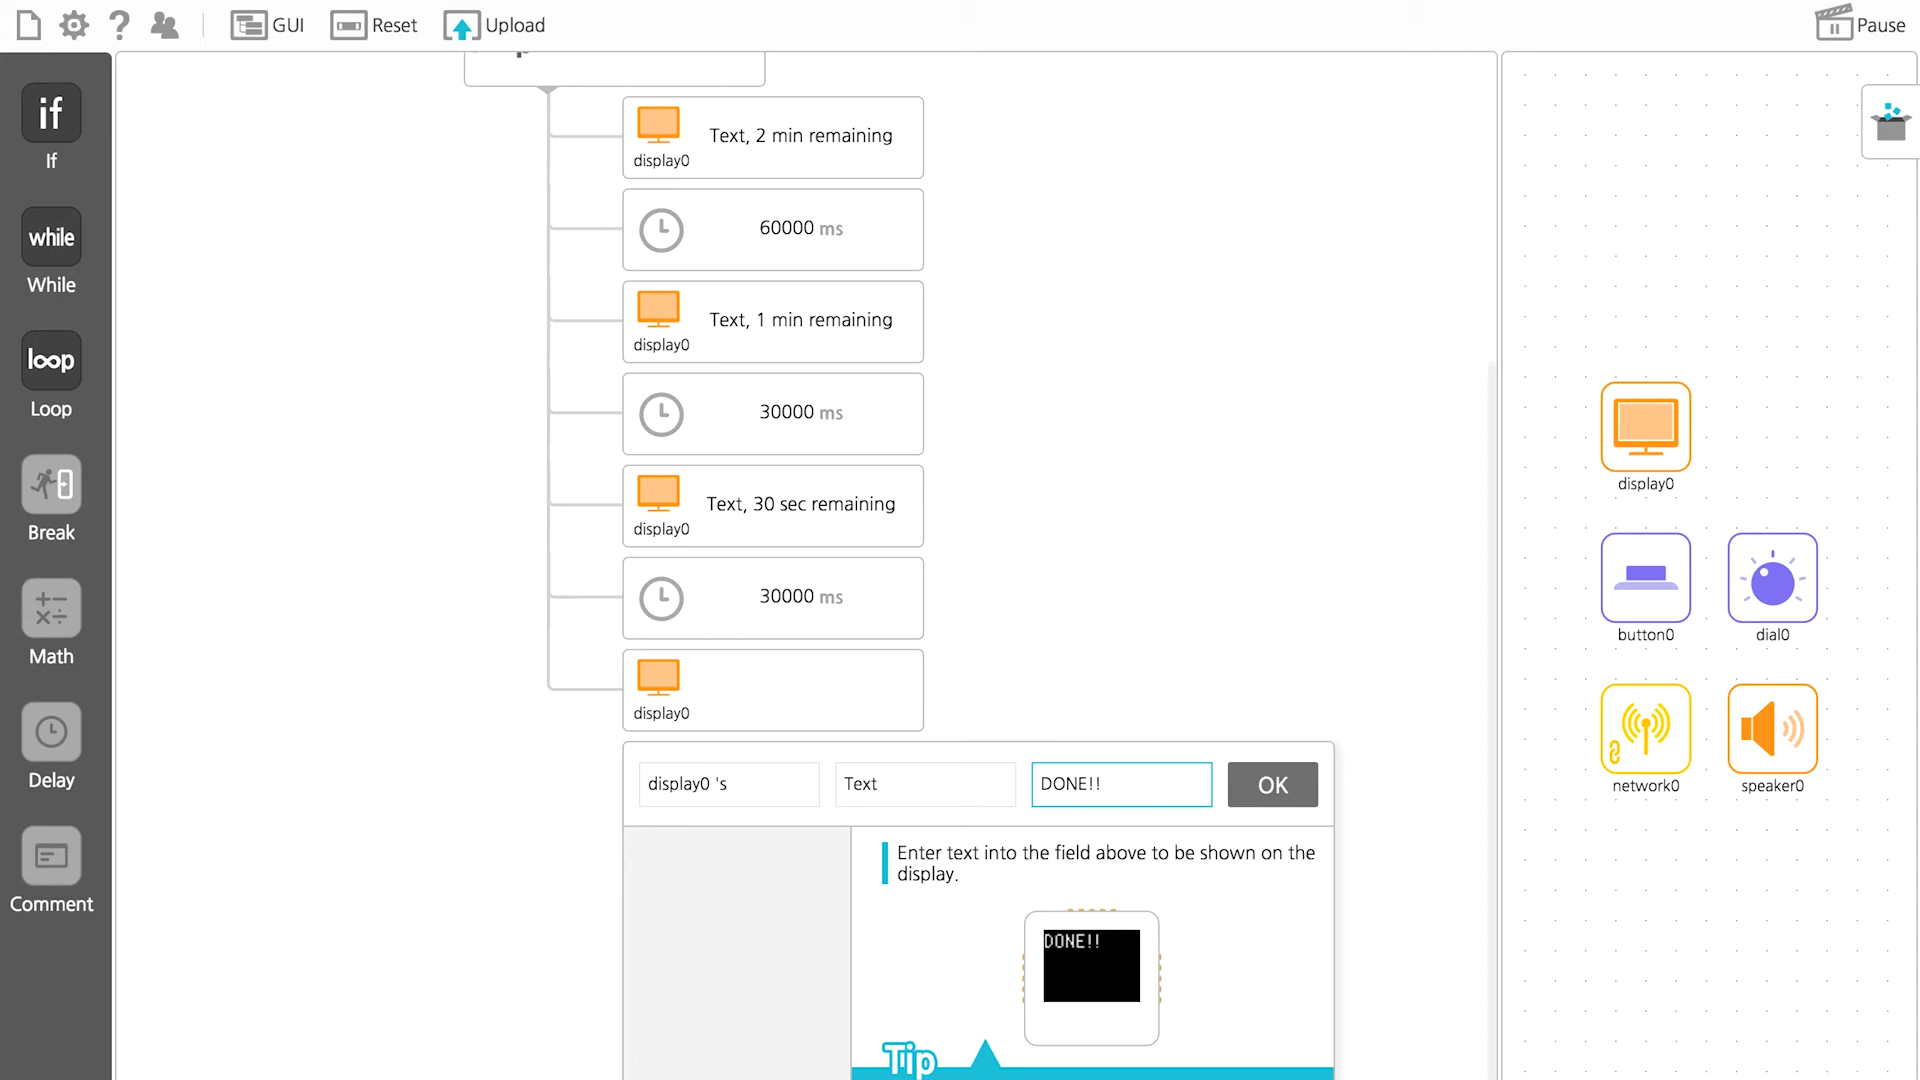 GUI
Reset
Upload
Pause
if
If
while
While
loop
Loop
Break
Math
Delay
Comment
Text, 2 min remaining
display0
60000 ms
Text, 1 min remaining
display0
30000 ms
Text, 30 sec remaining
display0
30000 ms
display0
display0 's
Text
DONE!!
OK
Enter text into the field above to be shown on the
display.
DONE!!
Tip
display0
button0
dial0
network0
speaker0